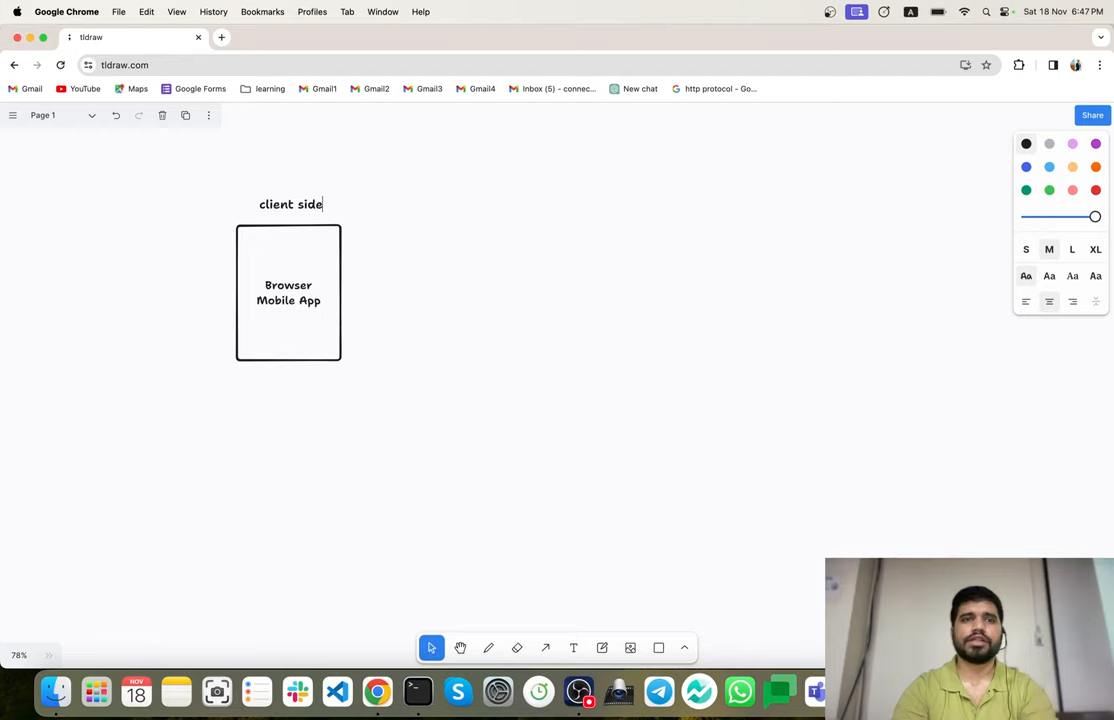 Google Chrome File Edit View History Bookmarks Profiles Tab Window Help A Sat 18 Nov 6:47 PM
tldraw
tldraw.com
Gmail YouTube Maps Google Forms learning Gmail1 Gmail2 Gmail3 Gmail4 Inbox (5) - connec... New chat http protocol - Go...
Page 1 Share
client side
Browser
Mobile App
S M L XL
Aa Aa Aa Aa
T
78%
NOV
18